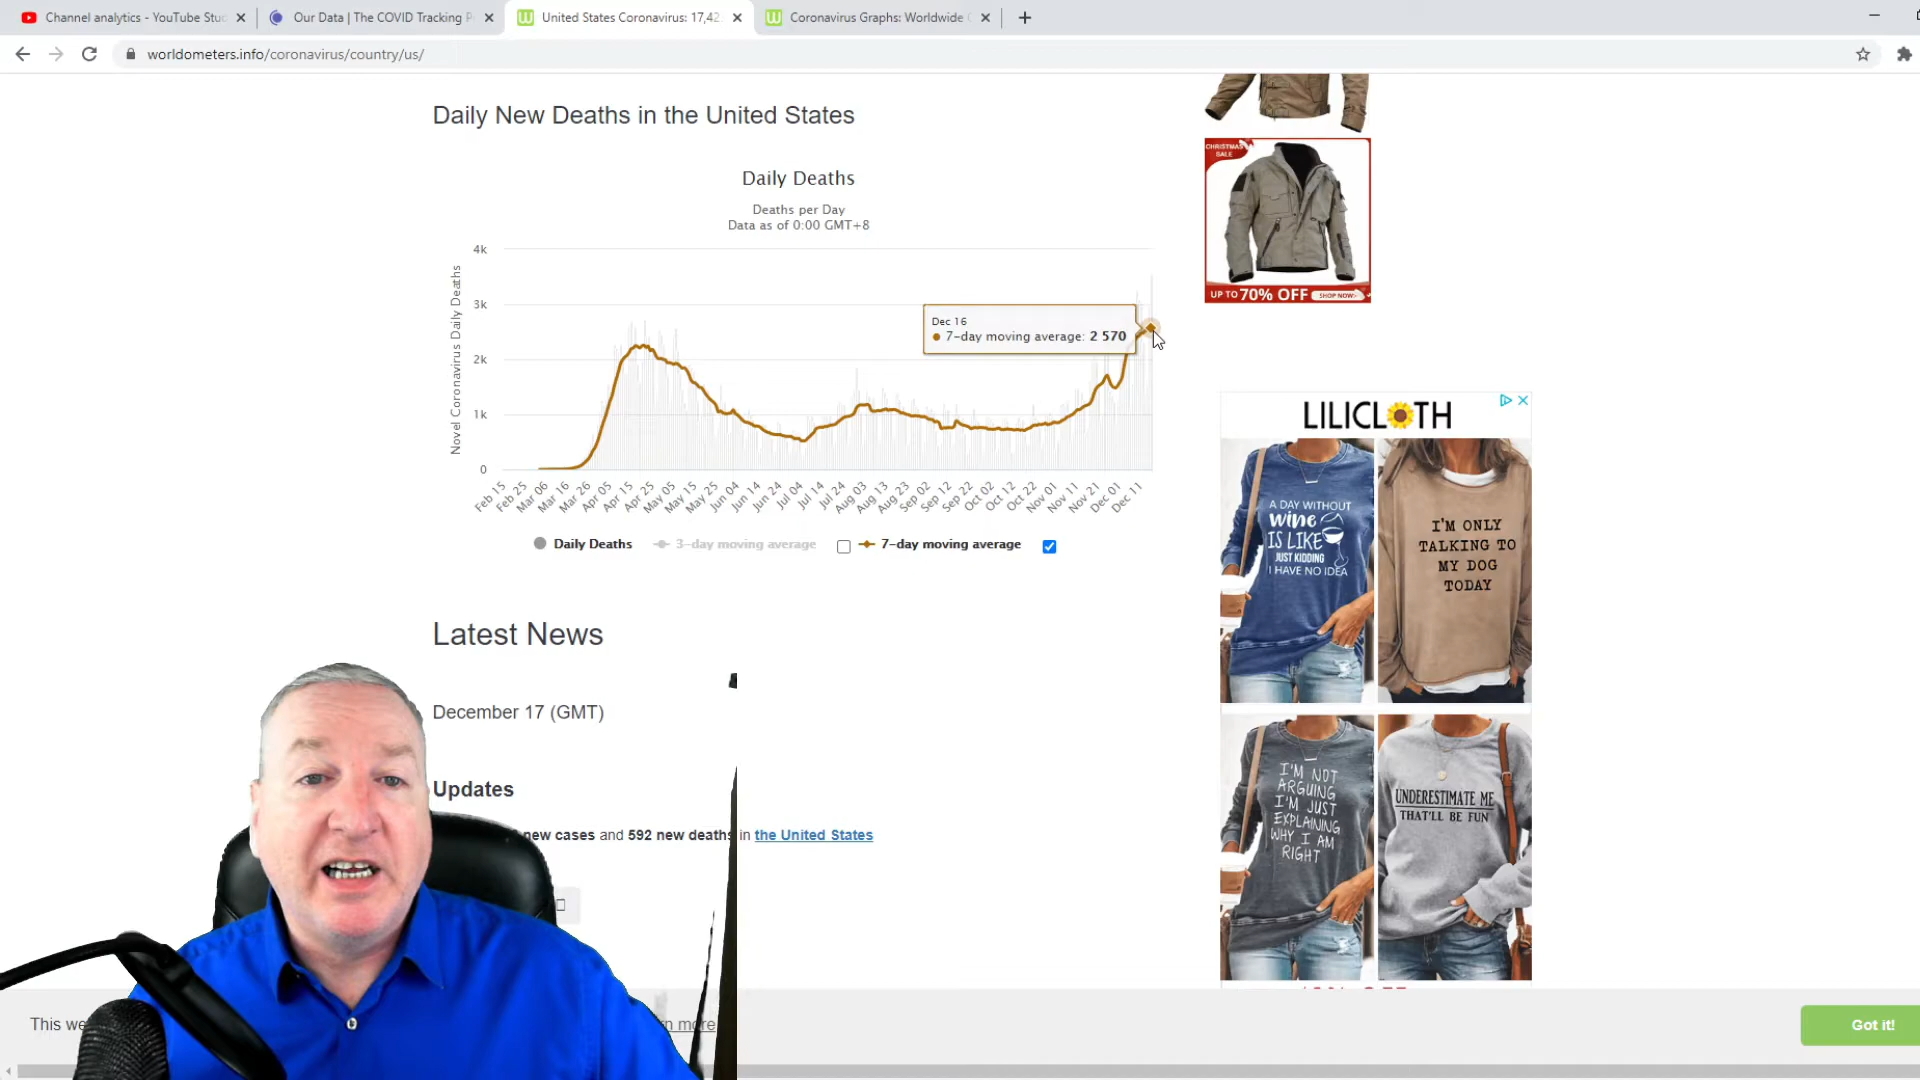 Channel analytics - YouTube Stu
Our Data | The COVID Tracking P
United States Coronavirus: 17,42
Coronavirus Graphs: Worldwide
worldometers.info/coronavirus/country/us/
Daily New Deaths in the United States
Daily Deaths
Deaths per Day
Data as of 0:00 GMT+8
Novel Coronavirus Daily Deaths
4k
3k
2k
1k
0
Dec 16
7-day moving average: 2 570
Feb 15
Feb 25
Mar 06
Mar 16
Mar 26
Apr 05
Apr 15
Apr 25
May 05
May 15
May 25
Jun 04
Jun 14
Jun 24
Jul 04
Jul 14
Jul 24
Aug 03
Aug 13
Aug 23
Sep 02
Sep 12
Sep 22
Oct 02
Oct 12
Oct 22
Nov 01
Nov 11
Nov 21
Dec 01
Dec 11
Daily Deaths
3-day moving average
7-day moving average
Latest News
December 17 (GMT)
Updates
new cases and 592 new deaths in the United States
CHRISTMAS
SALE
UP TO 70% OFF SHOP NOW
LILICLOTH
A DAY WITHOUT
wine
IS LIKE
JUST KIDDING
I HAVE NO IDEA
I'M ONLY
TALKING TO
MY DOG
TODAY
I'M NOT
ARGUING
I'M JUST
EXPLAINING
WHY I AM
RIGHT
UNDERESTIMATE ME
THAT'LL BE FUN
This we
n more
Got it!